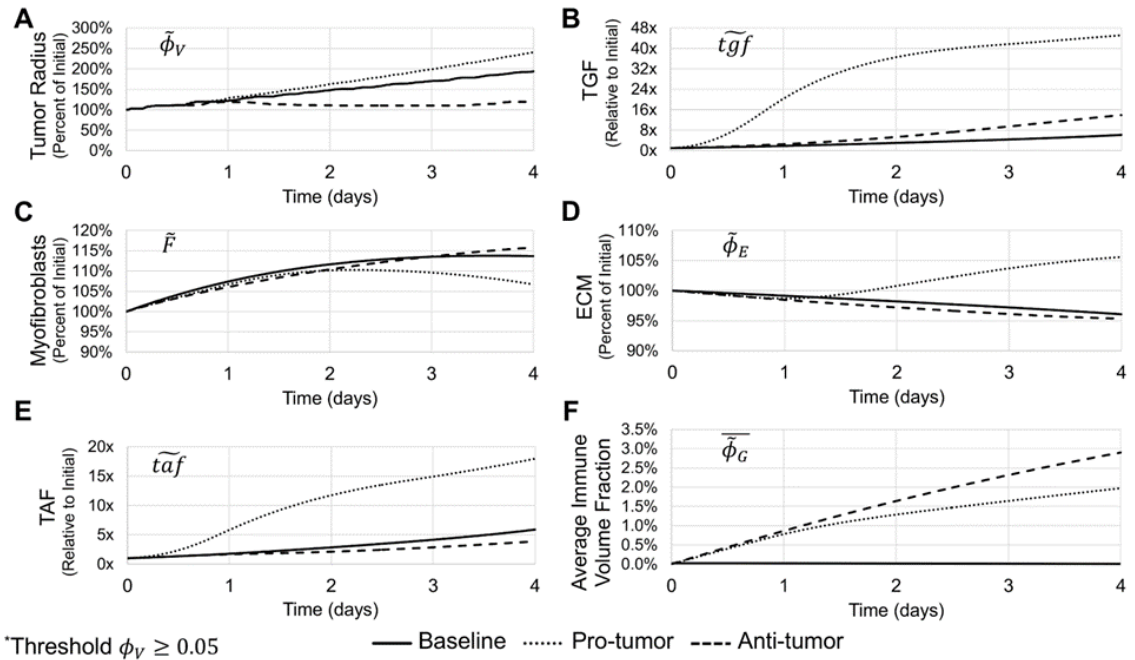 A
Tumor Radius
(Percent of Initial)
300%
250%
200%
150%
100%
50%
0%
ϕ̃_V
0 1 2 3 4
Time (days)
B
TGF
(Relative to Initial)
48x
40x
32x
24x
16x
8x
0x
t͠gf
0 1 2 3 4
Time (days)
C
Myofibroblasts
(Percent of Initial)
120%
115%
110%
105%
100%
95%
90%
F̃
0 1 2 3 4
Time (days)
D
ECM
(Percent of Initial)
110%
105%
100%
95%
90%
ϕ̃_E
0 1 2 3 4
Time (days)
E
TAF
(Relative to Initial)
20x
15x
10x
5x
0x
t͠af
0 1 2 3 4
Time (days)
F
Average Immune
Volume Fraction
3.5%
3.0%
2.5%
2.0%
1.5%
1.0%
0.5%
0.0%
ϕ̃_G
0 1 2 3 4
Time (days)
*Threshold ϕ_V ≥ 0.05
Baseline Pro-tumor Anti-tumor